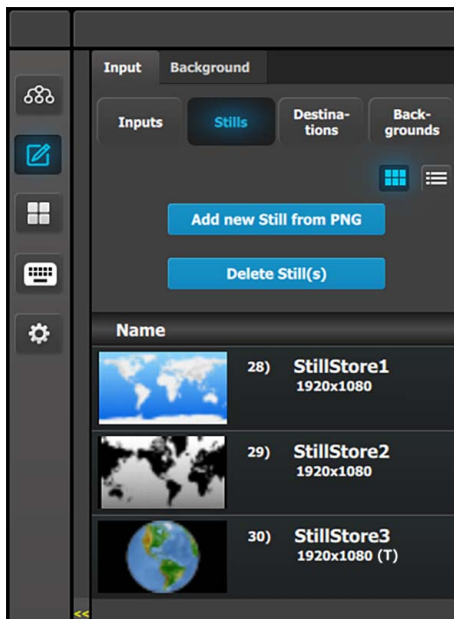 Input Background
Inputs Stills Destina-
tions Back-
grounds
Add new Still from PNG
Delete Still(s)
Name
28) StillStore1
1920x1080
29) StillStore2
1920x1080
30) StillStore3
1920x1080 (T)
<<